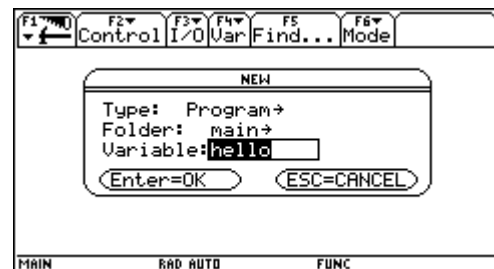 F1 F2 Control F3 I/O F4 Var F5 Find... F6 Mode
NEW
Type: Program→
Folder: main→
Variable: hello
Enter=OK ESC=CANCEL
MAIN RAD AUTO FUNC